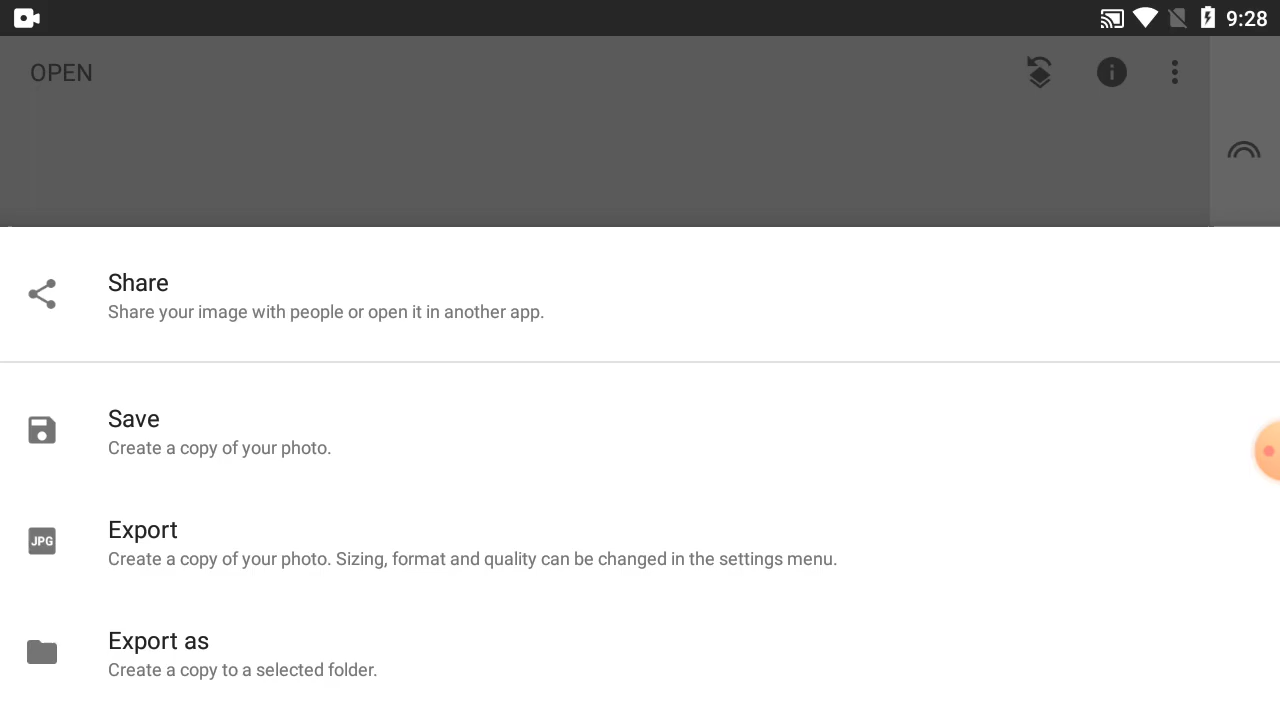 9:28
OPEN
Share
Share your image with people or open it in another app.
Save
Create a copy of your photo.
JPG
Export
Create a copy of your photo. Sizing, format and quality can be changed in the settings menu.
Export as
Create a copy to a selected folder.